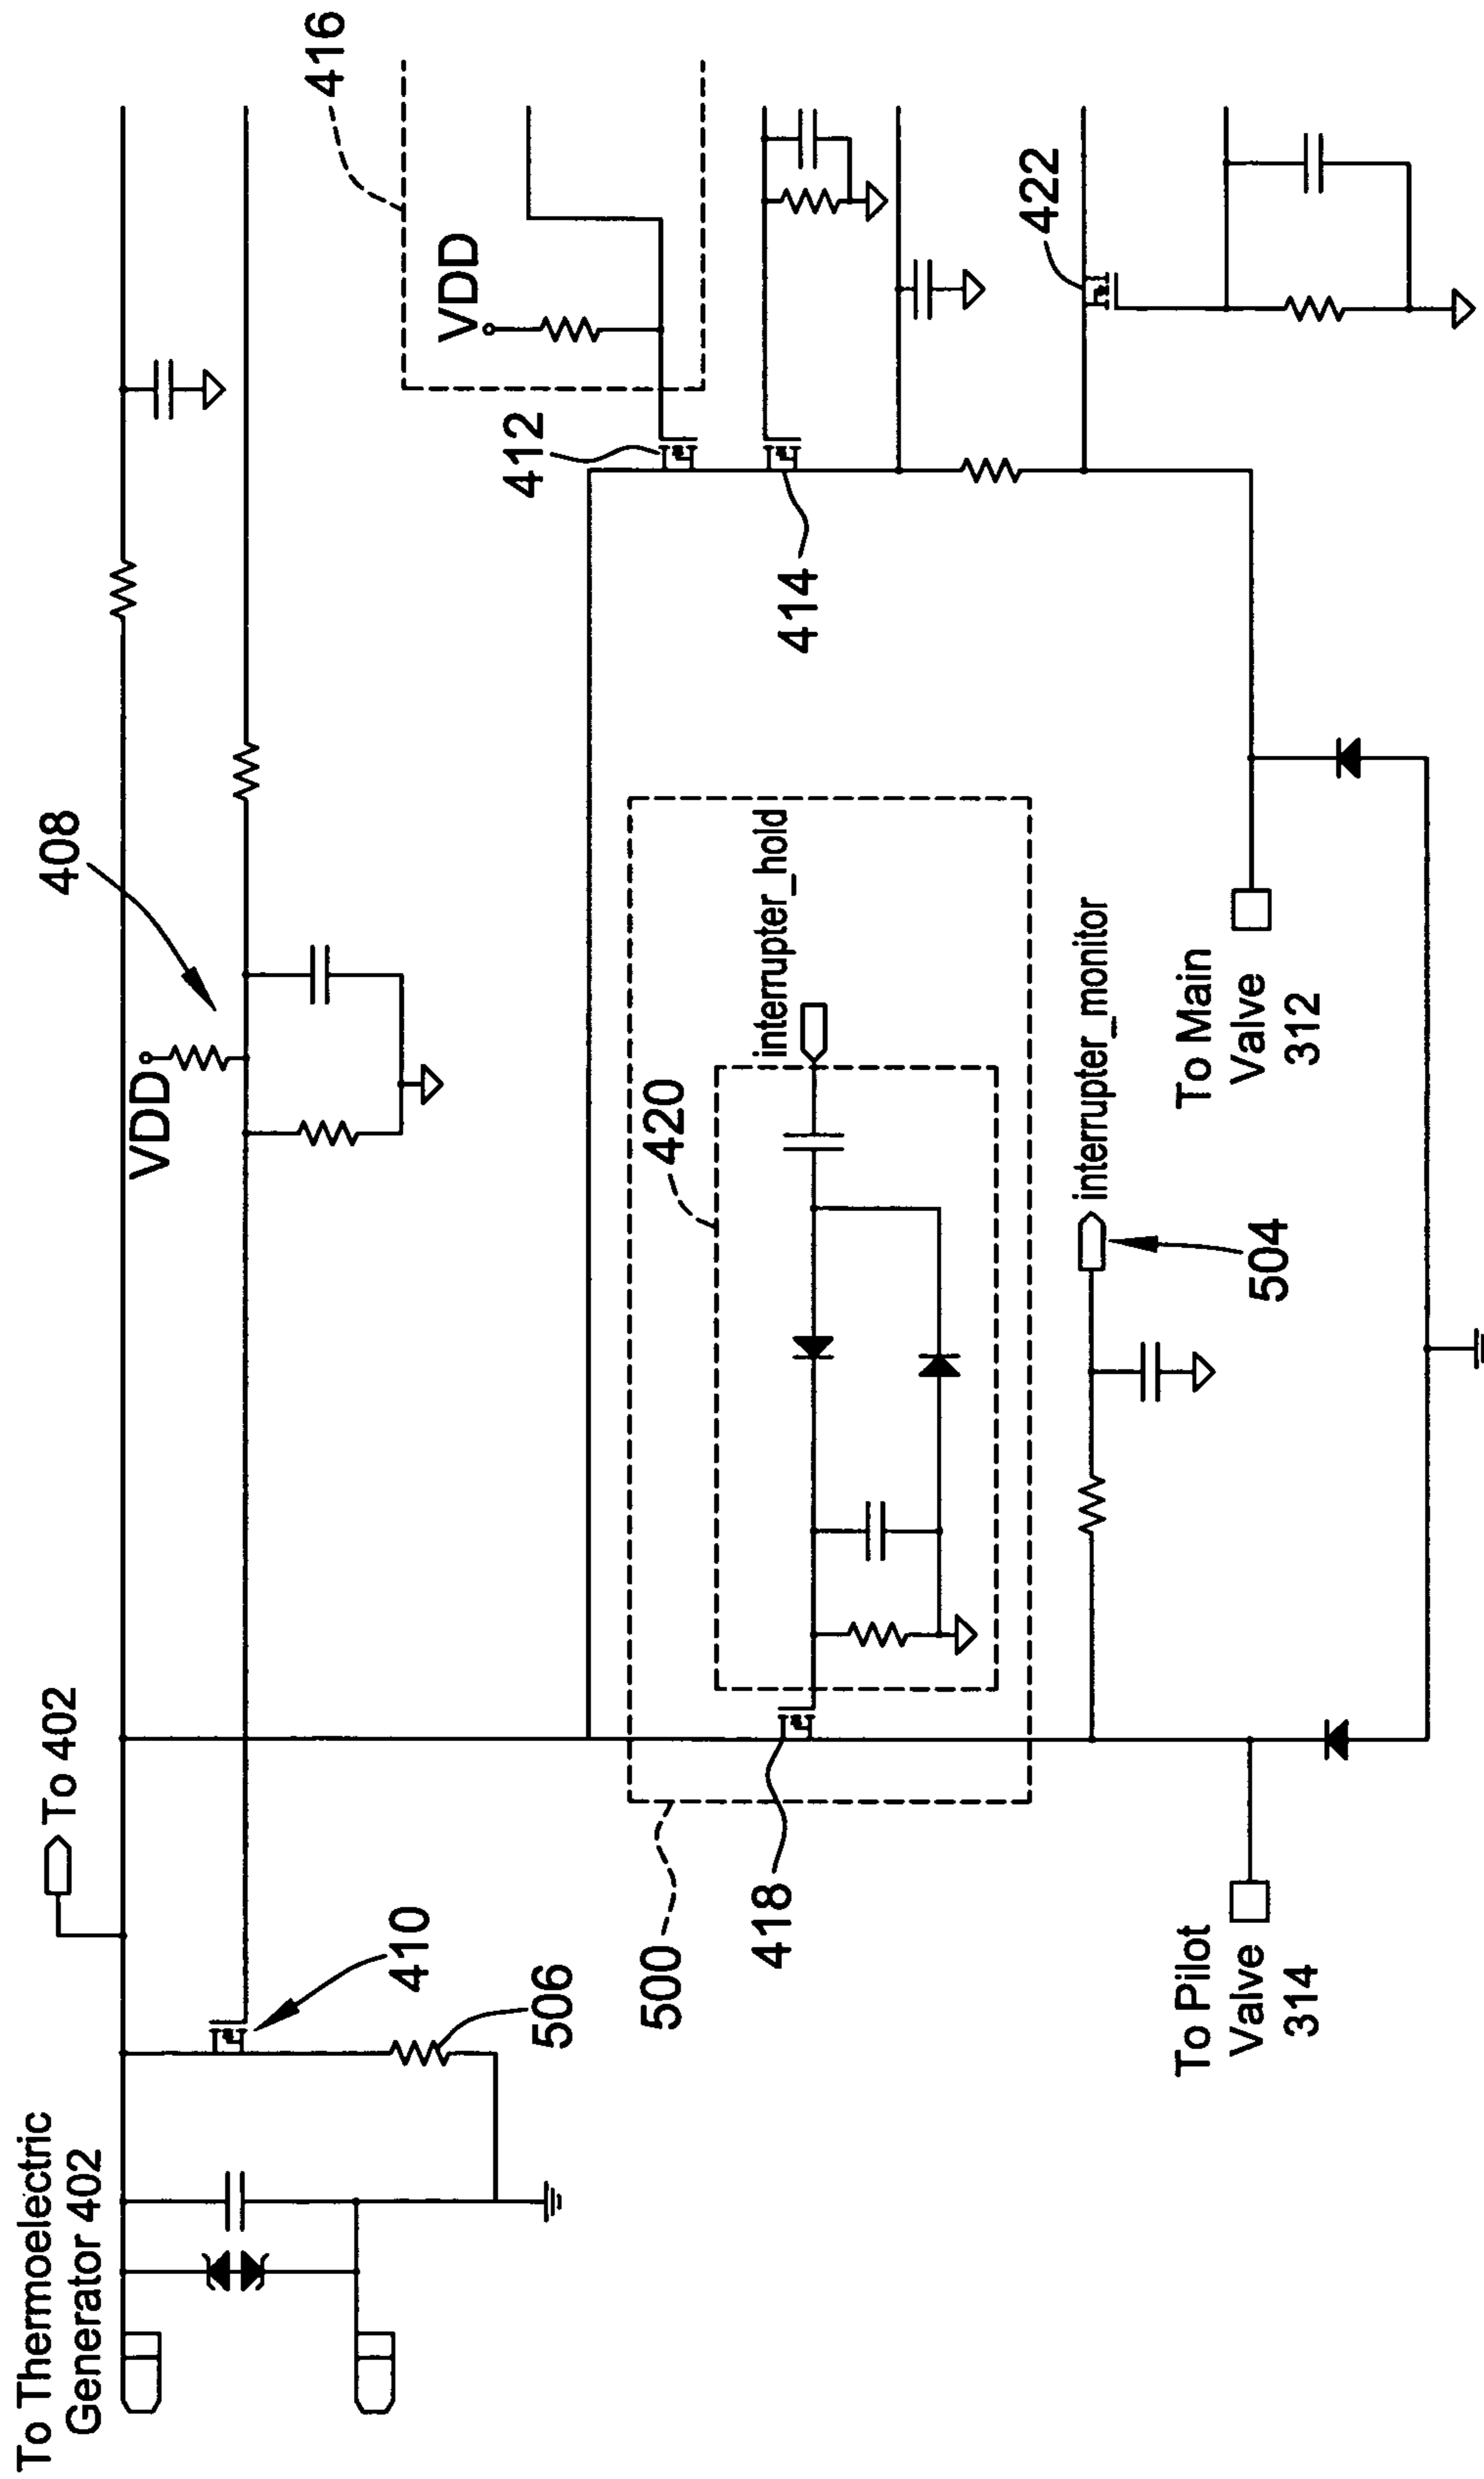 To Thermoelectric
Generator 402
To 402
410
506
VDD
408
416
VDD
412
414
422
500
418
420
interrupter_hold
interrupter_monitor
504
To Pilot
Valve
314
To Main
Valve
312